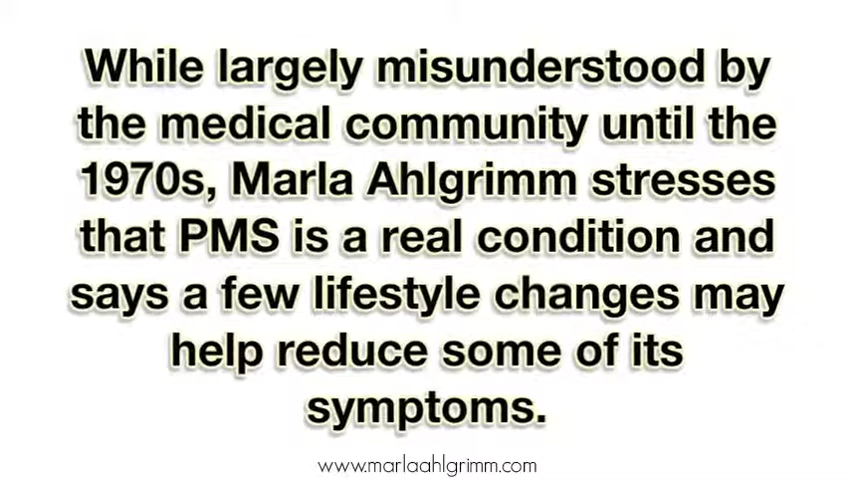 While largely misunderstood by
the medical community until the
1970s, Marla Ahlgrimm stresses
that PMS is a real condition and
says a few lifestyle changes may
help reduce some of its
symptoms.
www.marlaahlgrimm.com